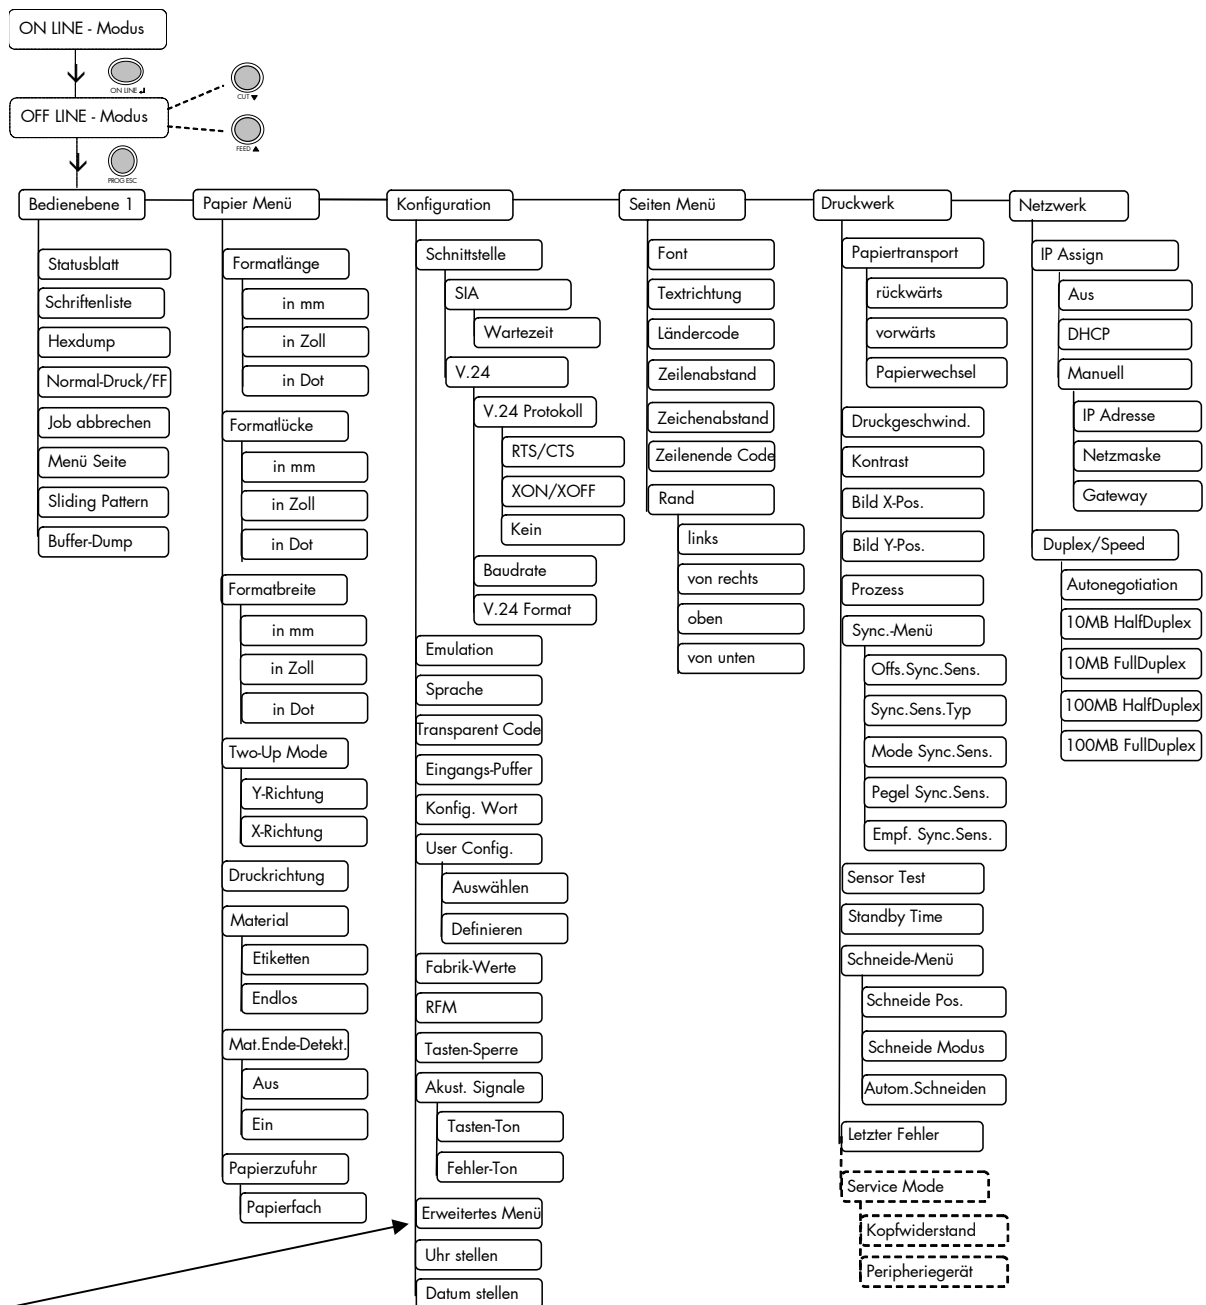 ON LINE - Modus
ON LINE ↵
OFF LINE - Modus
CUT ▼
FEED ▲
PROG ESC
Bedienebene 1
Statusblatt
Schriftenliste
Hexdump
Normal-Druck/FF
Job abbrechen
Menü Seite
Sliding Pattern
Buffer-Dump
Papier Menü
Formatlänge
in mm
in Zoll
in Dot
Formatlücke
in mm
in Zoll
in Dot
Formatbreite
in mm
in Zoll
in Dot
Two-Up Mode
Y-Richtung
X-Richtung
Druckrichtung
Material
Etiketten
Endlos
Mat.Ende-Detekt.
Aus
Ein
Papierzufuhr
Papierfach
Konfiguration
Schnittstelle
SIA
Wartezeit
V.24
V.24 Protokoll
RTS/CTS
XON/XOFF
Kein
Baudrate
V.24 Format
Emulation
Sprache
Transparent Code
Eingangs-Puffer
Konfig. Wort
User Config.
Auswählen
Definieren
Fabrik-Werte
RFM
Tasten-Sperre
Akust. Signale
Tasten-Ton
Fehler-Ton
Erweitertes Menü
Uhr stellen
Datum stellen
Seiten Menü
Font
Textrichtung
Ländercode
Zeilenabstand
Zeichenabstand
Zeilenende Code
Rand
links
von rechts
oben
von unten
Druckwerk
Papiertransport
rückwärts
vorwärts
Papierwechsel
Druckgeschwind.
Kontrast
Bild X-Pos.
Bild Y-Pos.
Prozess
Sync.-Menü
Offs.Sync.Sens.
Sync.Sens.Typ
Mode Sync.Sens.
Pegel Sync.Sens.
Empf. Sync.Sens.
Sensor Test
Standby Time
Schneide-Menü
Schneide Pos.
Schneide Modus
Autom.Schneiden
Letzter Fehler
Service Mode
Kopfwiderstand
Peripheriegerät
Netzwerk
IP Assign
Aus
DHCP
Manuell
IP Adresse
Netzmaske
Gateway
Duplex/Speed
Autonegotiation
10MB HalfDuplex
10MB FullDuplex
100MB HalfDuplex
100MB FullDuplex